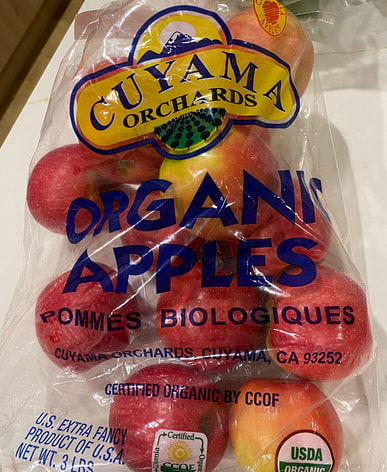 CUYAMA
ORCHARDS
ORGANIC
APPLES
POMMES BIOLOGIQUES
CUYAMA ORCHARDS, CUYAMA, CA 93252
CERTIFIED ORGANIC BY CCOF
U.S. EXTRA FANCY
PRODUCT OF U.S.A.
NET WT. 3 LBS
Certified
Organic
CCOF
USDA
ORGANIC